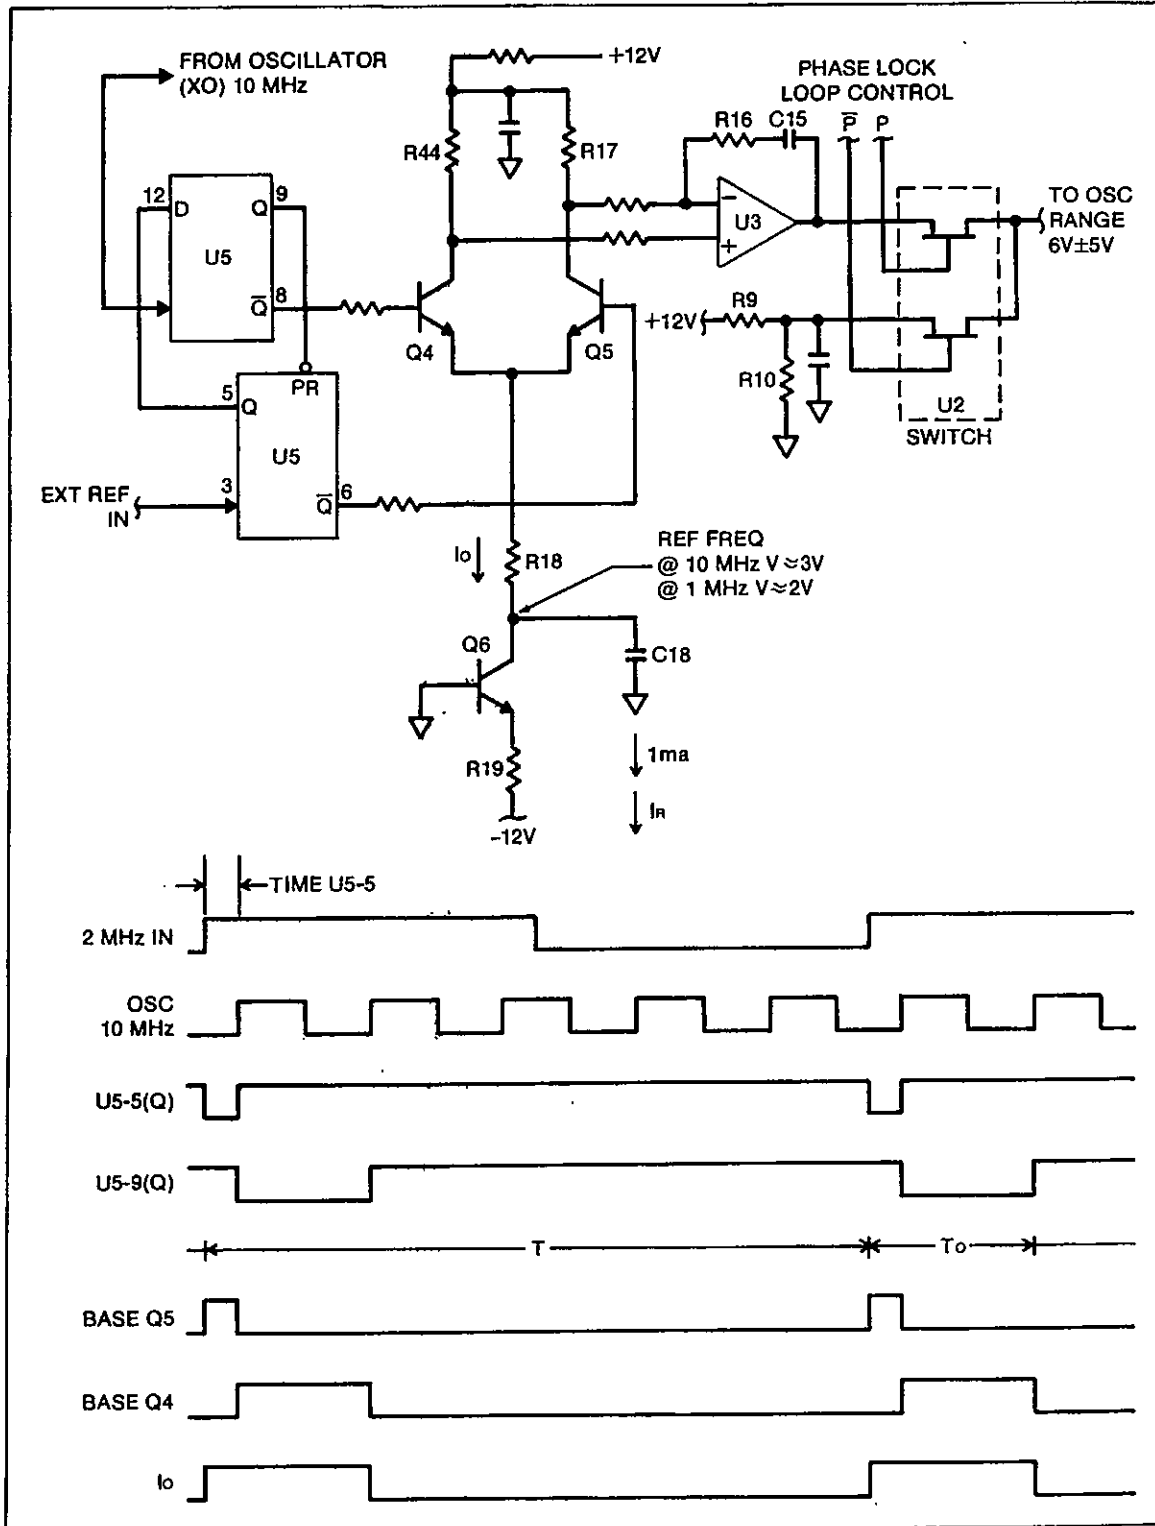 FROM OSCILLATOR
(XO) 10 MHz
+12V
PHASE LOCK
LOOP CONTROL
P̅ P
R16 C15
R44
R17
12 D
Q 9
U5
Q̅ 8
U3
−
+
TO OSC
RANGE
6V±5V
+12V
R9
Q4
Q5
R10
U2
SWITCH
PR
5 Q
U5
3
Q̅ 6
EXT REF
IN
Io
R18
REF FREQ
@ 10 MHz V≈3V
@ 1 MHz V≈2V
Q6
C18
R19
1ma
IR
-12V
TIME U5-5
2 MHz IN
OSC
10 MHz
U5-5(Q)
U5-9(Q)
T
To
BASE Q5
BASE Q4
Io